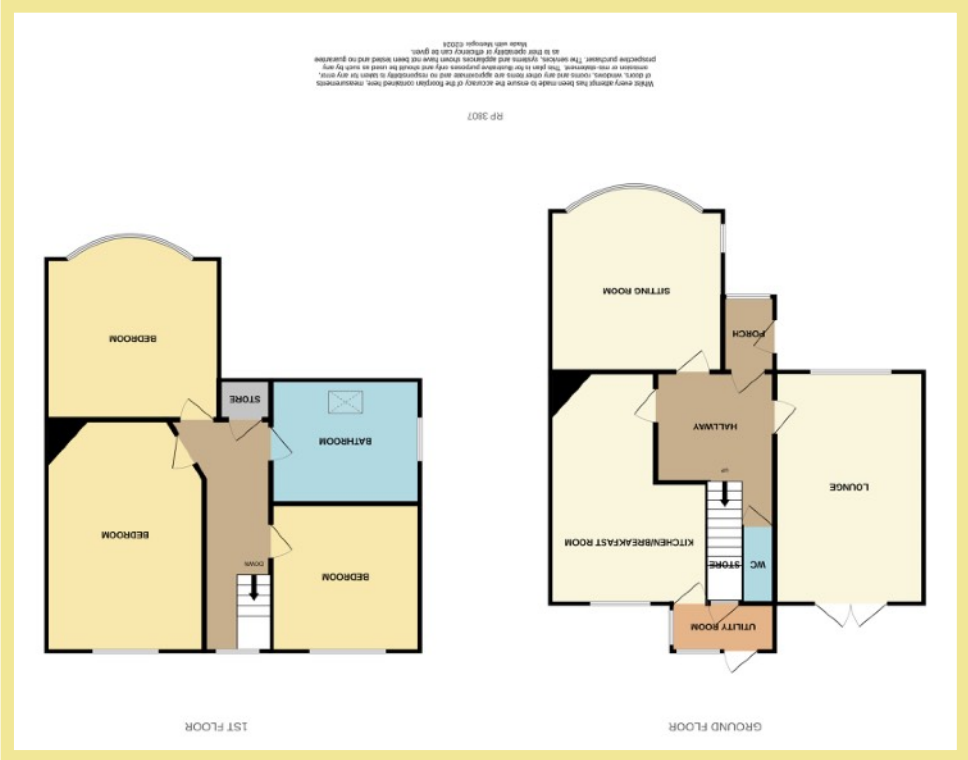 GROUND FLOOR
UTILITY ROOM
WC
STORE
KITCHEN/BREAKFAST ROOM
LOUNGE
UP
HALLWAY
PORCH
SITTING ROOM
1ST FLOOR
BEDROOM
DOWN
BEDROOM
BATHROOM
STORE
BEDROOM
RP 3807
Whilst every attempt has been made to ensure the accuracy of the floorplan contained here, measurements
of doors, windows, rooms and any other items are approximate and no responsibility is taken for any error,
omission or mis-statement. This plan is for illustrative purposes only and should be used as such by any
prospective purchaser. The services, systems and appliances shown have not been tested and no guarantee
as to their operability or efficiency can be given.
Made with Metropix ©2024